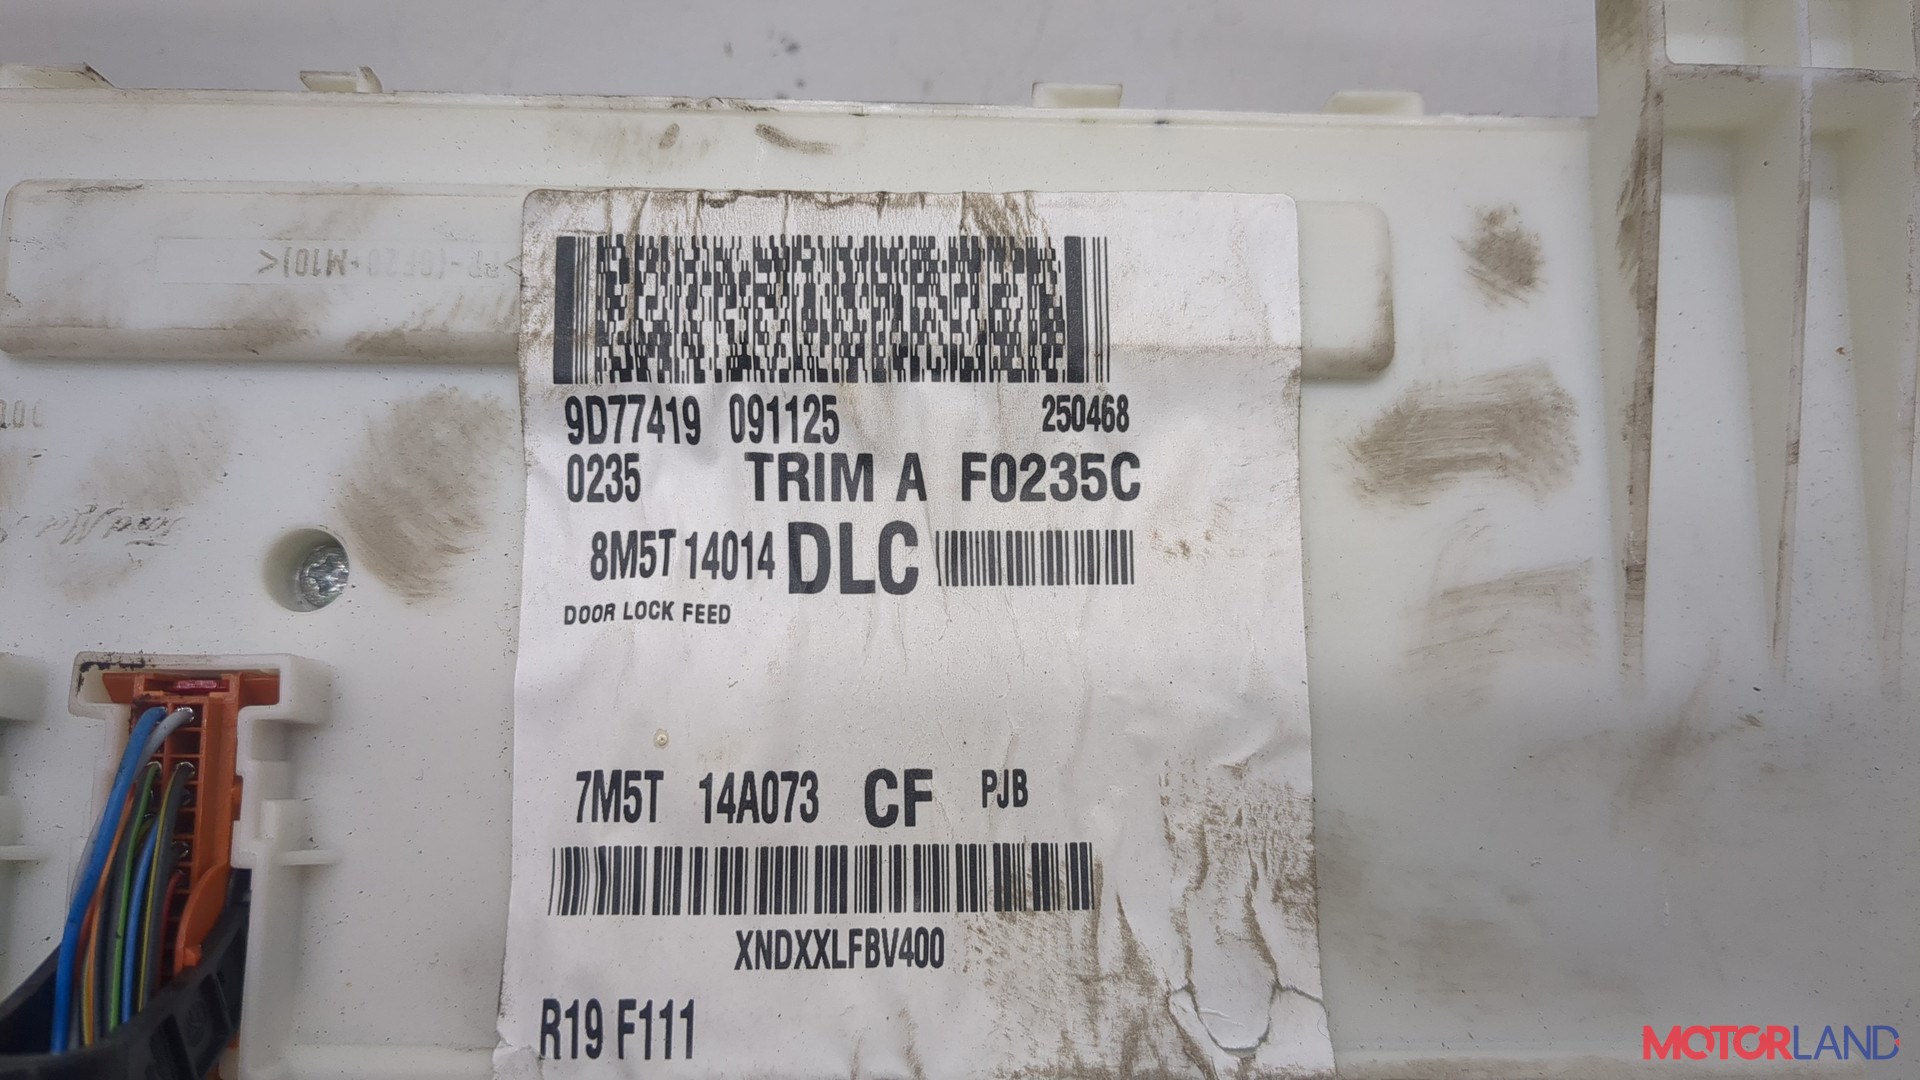 9D77419 091125 250468
0235 TRIM A F0235C
8M5T 14014 DLC
DOOR LOCK FEED
7M5T 14A073 CF PJB
XNDXXLFBV400
R19 F111
MOTORLAND